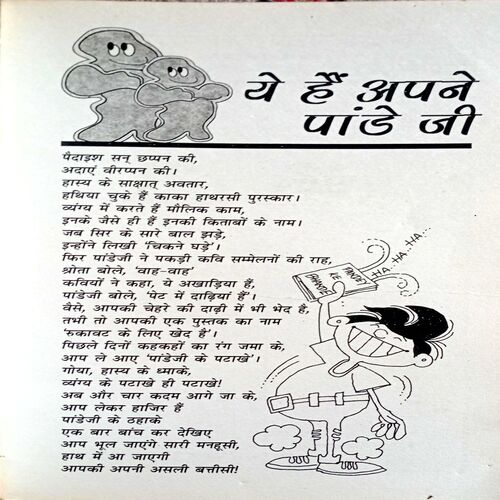 ये हैं अपने
पांडे जी
पैदाइश सन् छप्पन की,
अदाएं वीरप्पन की।
हास्य के साक्षात् अवतार,
हथिया चुके हैं काका हाथरसी पुरस्कार।
व्यंग्य में करते हैं मौलिक काम,
इनके जैसे ही हैं इनकी किताबों के नाम।
जब सिर के सारे बाल झड़े,
इन्होंने लिखी 'चिकने घड़े'।
फिर पांडेजी ने पकड़ी कवि सम्मेलनों की राह,
श्रोता बोले, 'वाह-वाह'
कवियों ने कहा, ये अखाड़िया हैं,
पांडेजी बोले, 'पेट में दाढ़ियां हैं'।
वैसे, आपकी चेहरे की दाढ़ी में भी भेद है,
तभी तो आपकी एक पुस्तक का नाम
'रुकावट के लिए खेद है'।
पिछले दिनों कहकहों का रंग जमा के,
आप ले आए 'पांडेजी के पटाखे'।
गोया, हास्य के धमाके,
व्यंग्य के पटाखे ही पटाखे!
अब और चार कदम आगे जा के,
आप लेकर हाजिर हैं
पांडेजी के ठहाके
एक बार बांच कर देखिए
आप भूल जाएंगे सारी मनहूसी,
हाथ में आ जाएगी
आपकी अपनी असली बत्तीसी!
HA..HA..HA...